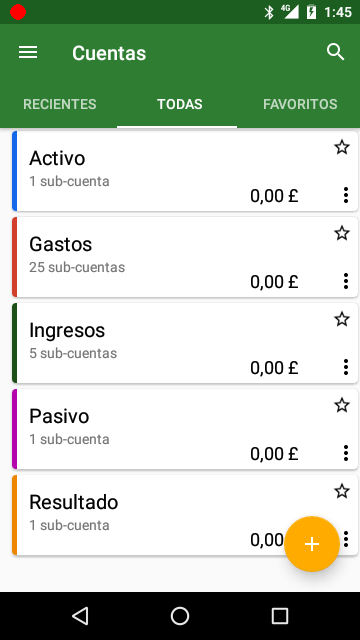 4G 1:45
Cuentas
RECIENTES TODAS FAVORITOS
Activo
1 sub-cuenta
0,00 £
Gastos
25 sub-cuentas
0,00 £
Ingresos
5 sub-cuentas
0,00 £
Pasivo
1 sub-cuenta
0,00 £
Resultado
1 sub-cuenta
0,00